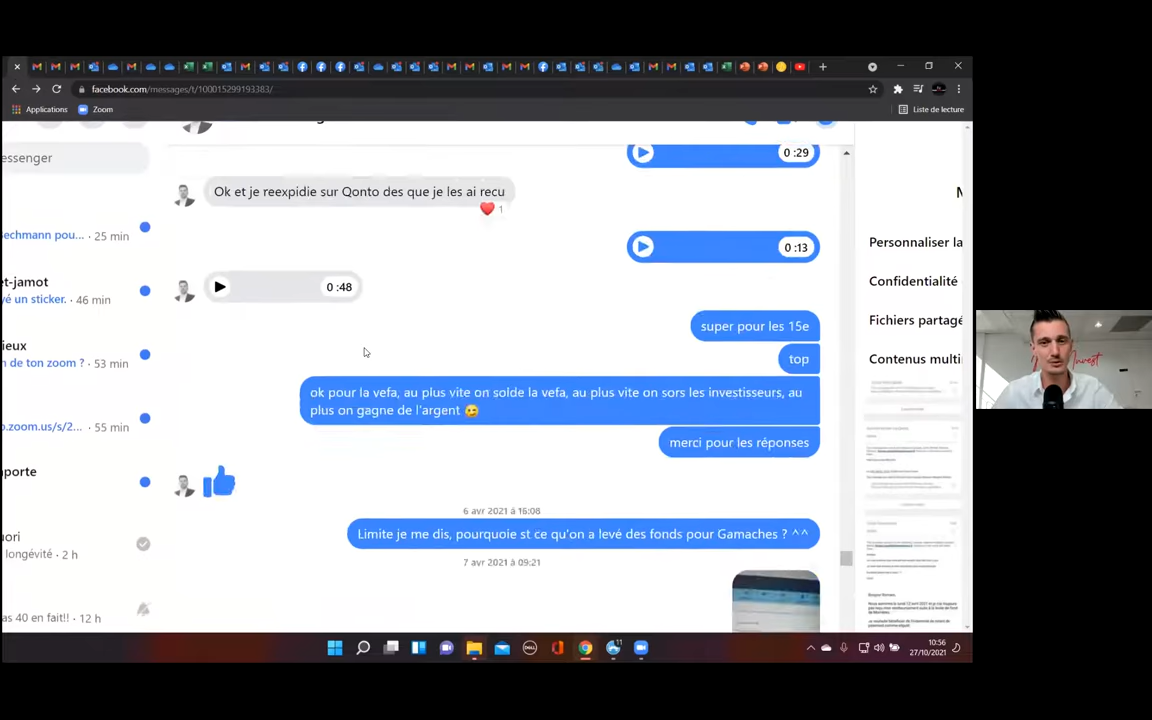 facebook.com/messages/t/100015299193383/
Applications
Zoom
Liste de lecture
essenger
0 :29
Ok et je reexpidie sur Qonto des que je les ai recu
1
Personnaliser la
sechmann pou... · 25 min
0 :13
et-jamot
yé un sticker. · 46 min
0 :48
Confidentialité
Fichiers partagé
super pour les 15e
ieux
n de ton zoom ? · 53 min
top
Contenus multi
ok pour la vefa, au plus vite on solde la vefa, au plus vite on sors les investisseurs, au
plus on gagne de l'argent
o.zoom.us/s/2... · 55 min
merci pour les réponses
aporte
6 avr 2021 à 16:08
uori
longévité · 2 h
Limite je me dis, pourquoie st ce qu'on a levé des fonds pour Gamaches ? ^^
7 avr 2021 à 09:21
as 40 en fait!! · 12 h
11
10:56
27/10/2021
Invest